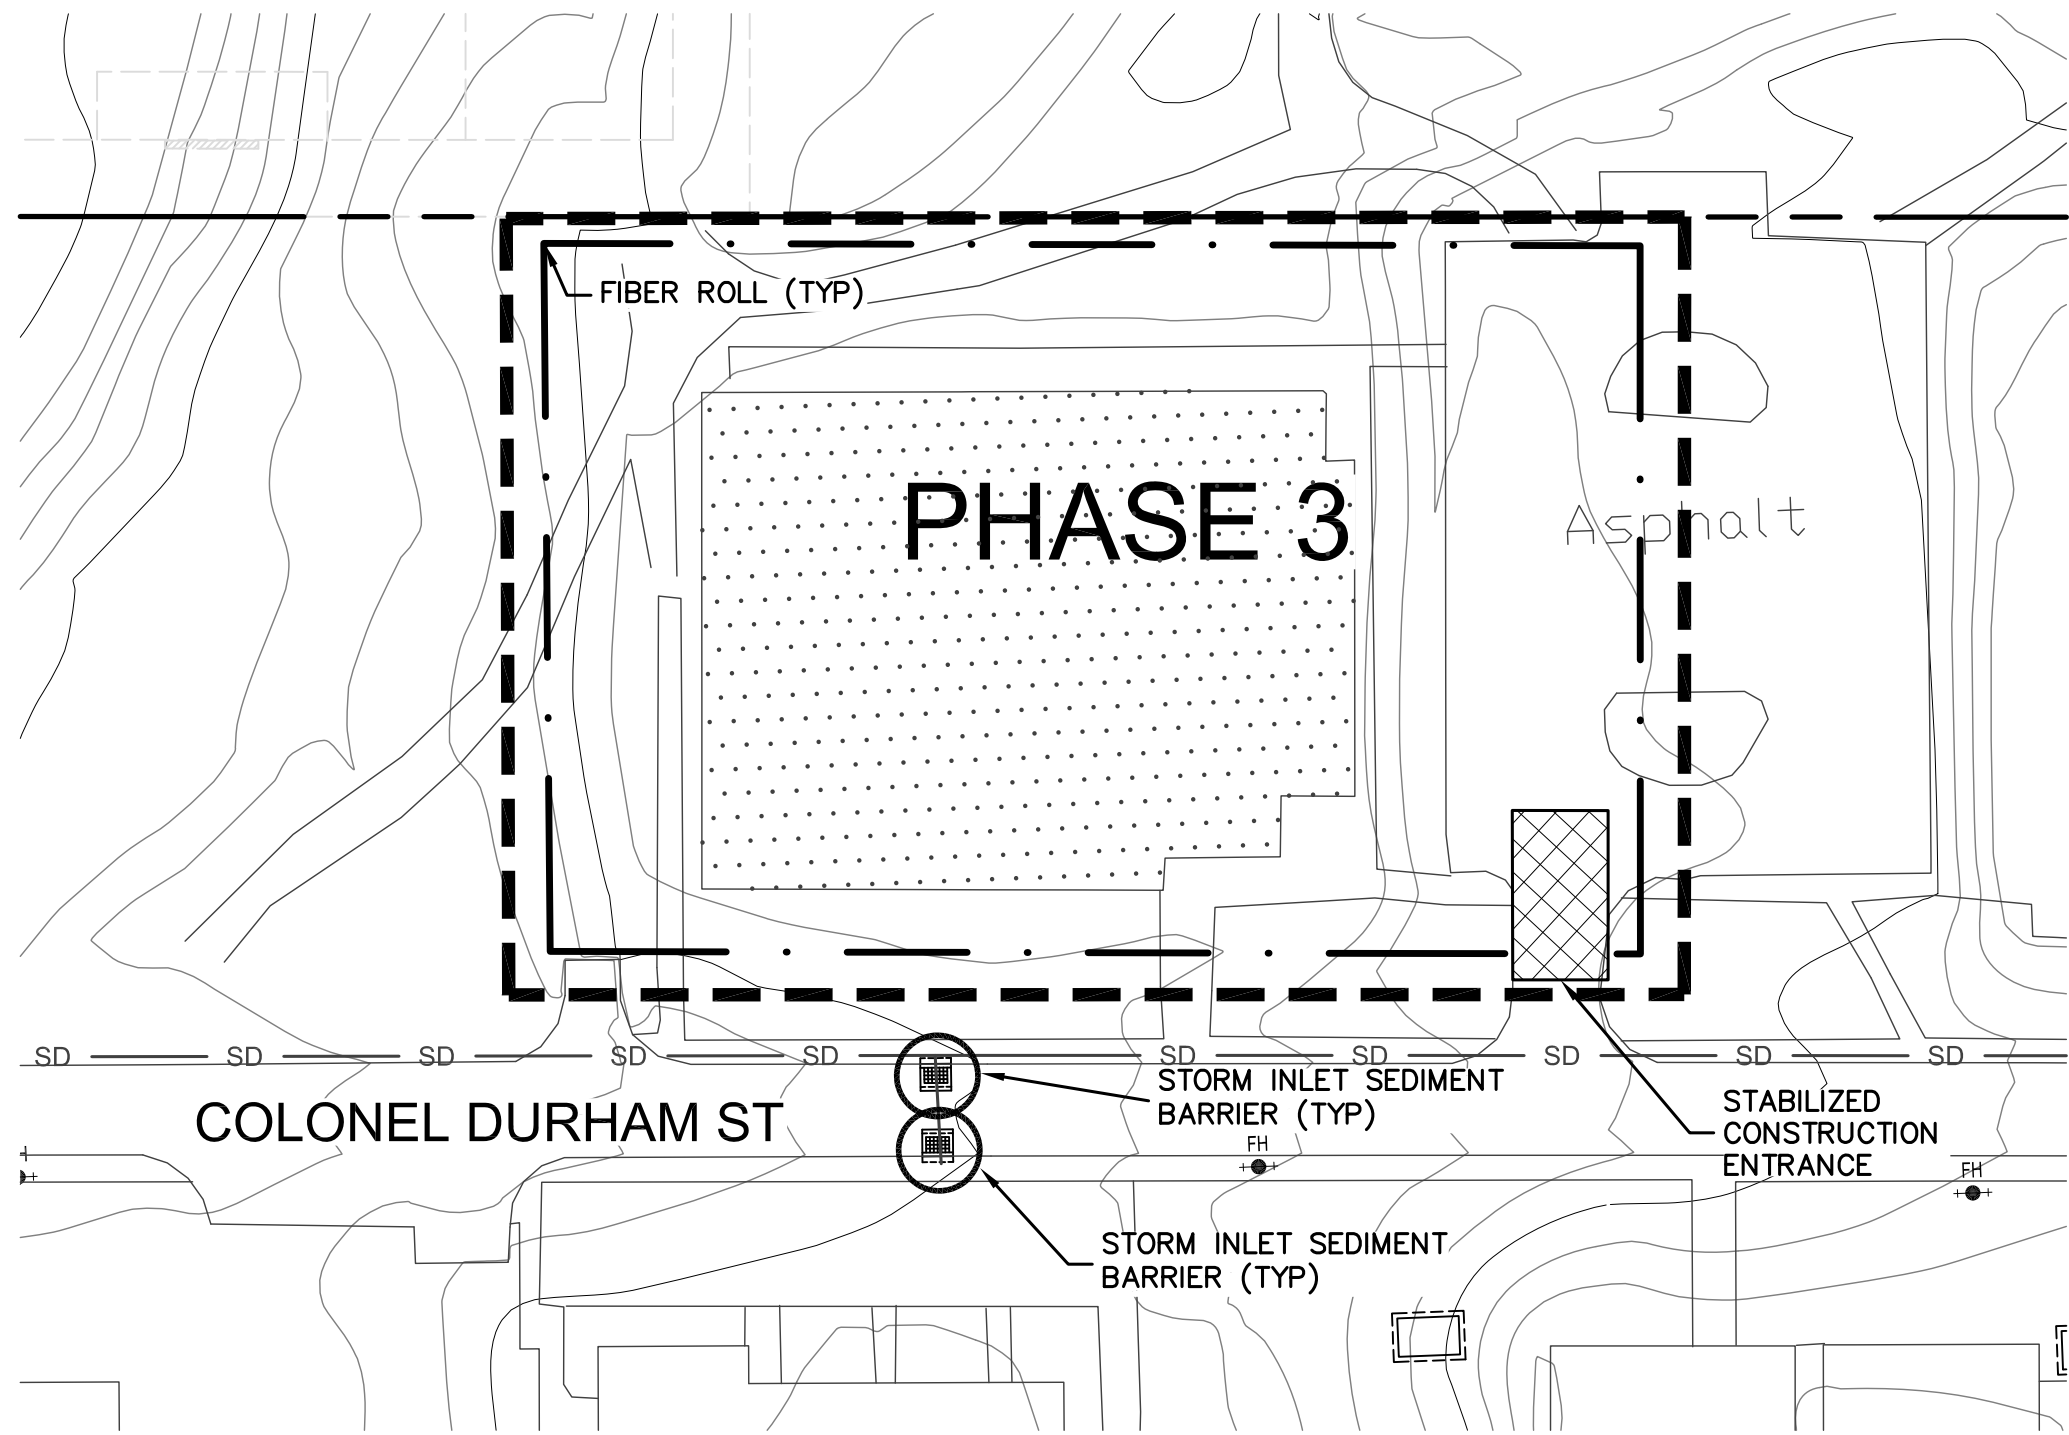 FIBER ROLL (TYP)
PHASE 3
Asphalt
SD SD SD SD SD SD SD SD SD SD
STORM INLET SEDIMENT
BARRIER (TYP)
COLONEL DURHAM ST
STABILIZED
CONSTRUCTION
ENTRANCE
FH
FH
STORM INLET SEDIMENT
BARRIER (TYP)